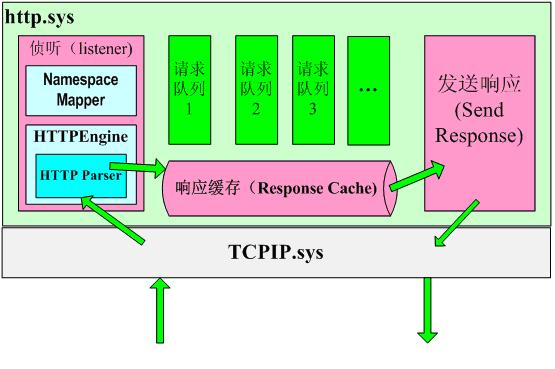 http.sys
侦听（listener）
Namespace
Mapper
HTTPEngine
HTTP Parser
请求
队列
1
请求
队列
2
请求
队列
3
...
响应缓存（Response Cache)
发送响应
(Send
Response)
TCPIP.sys